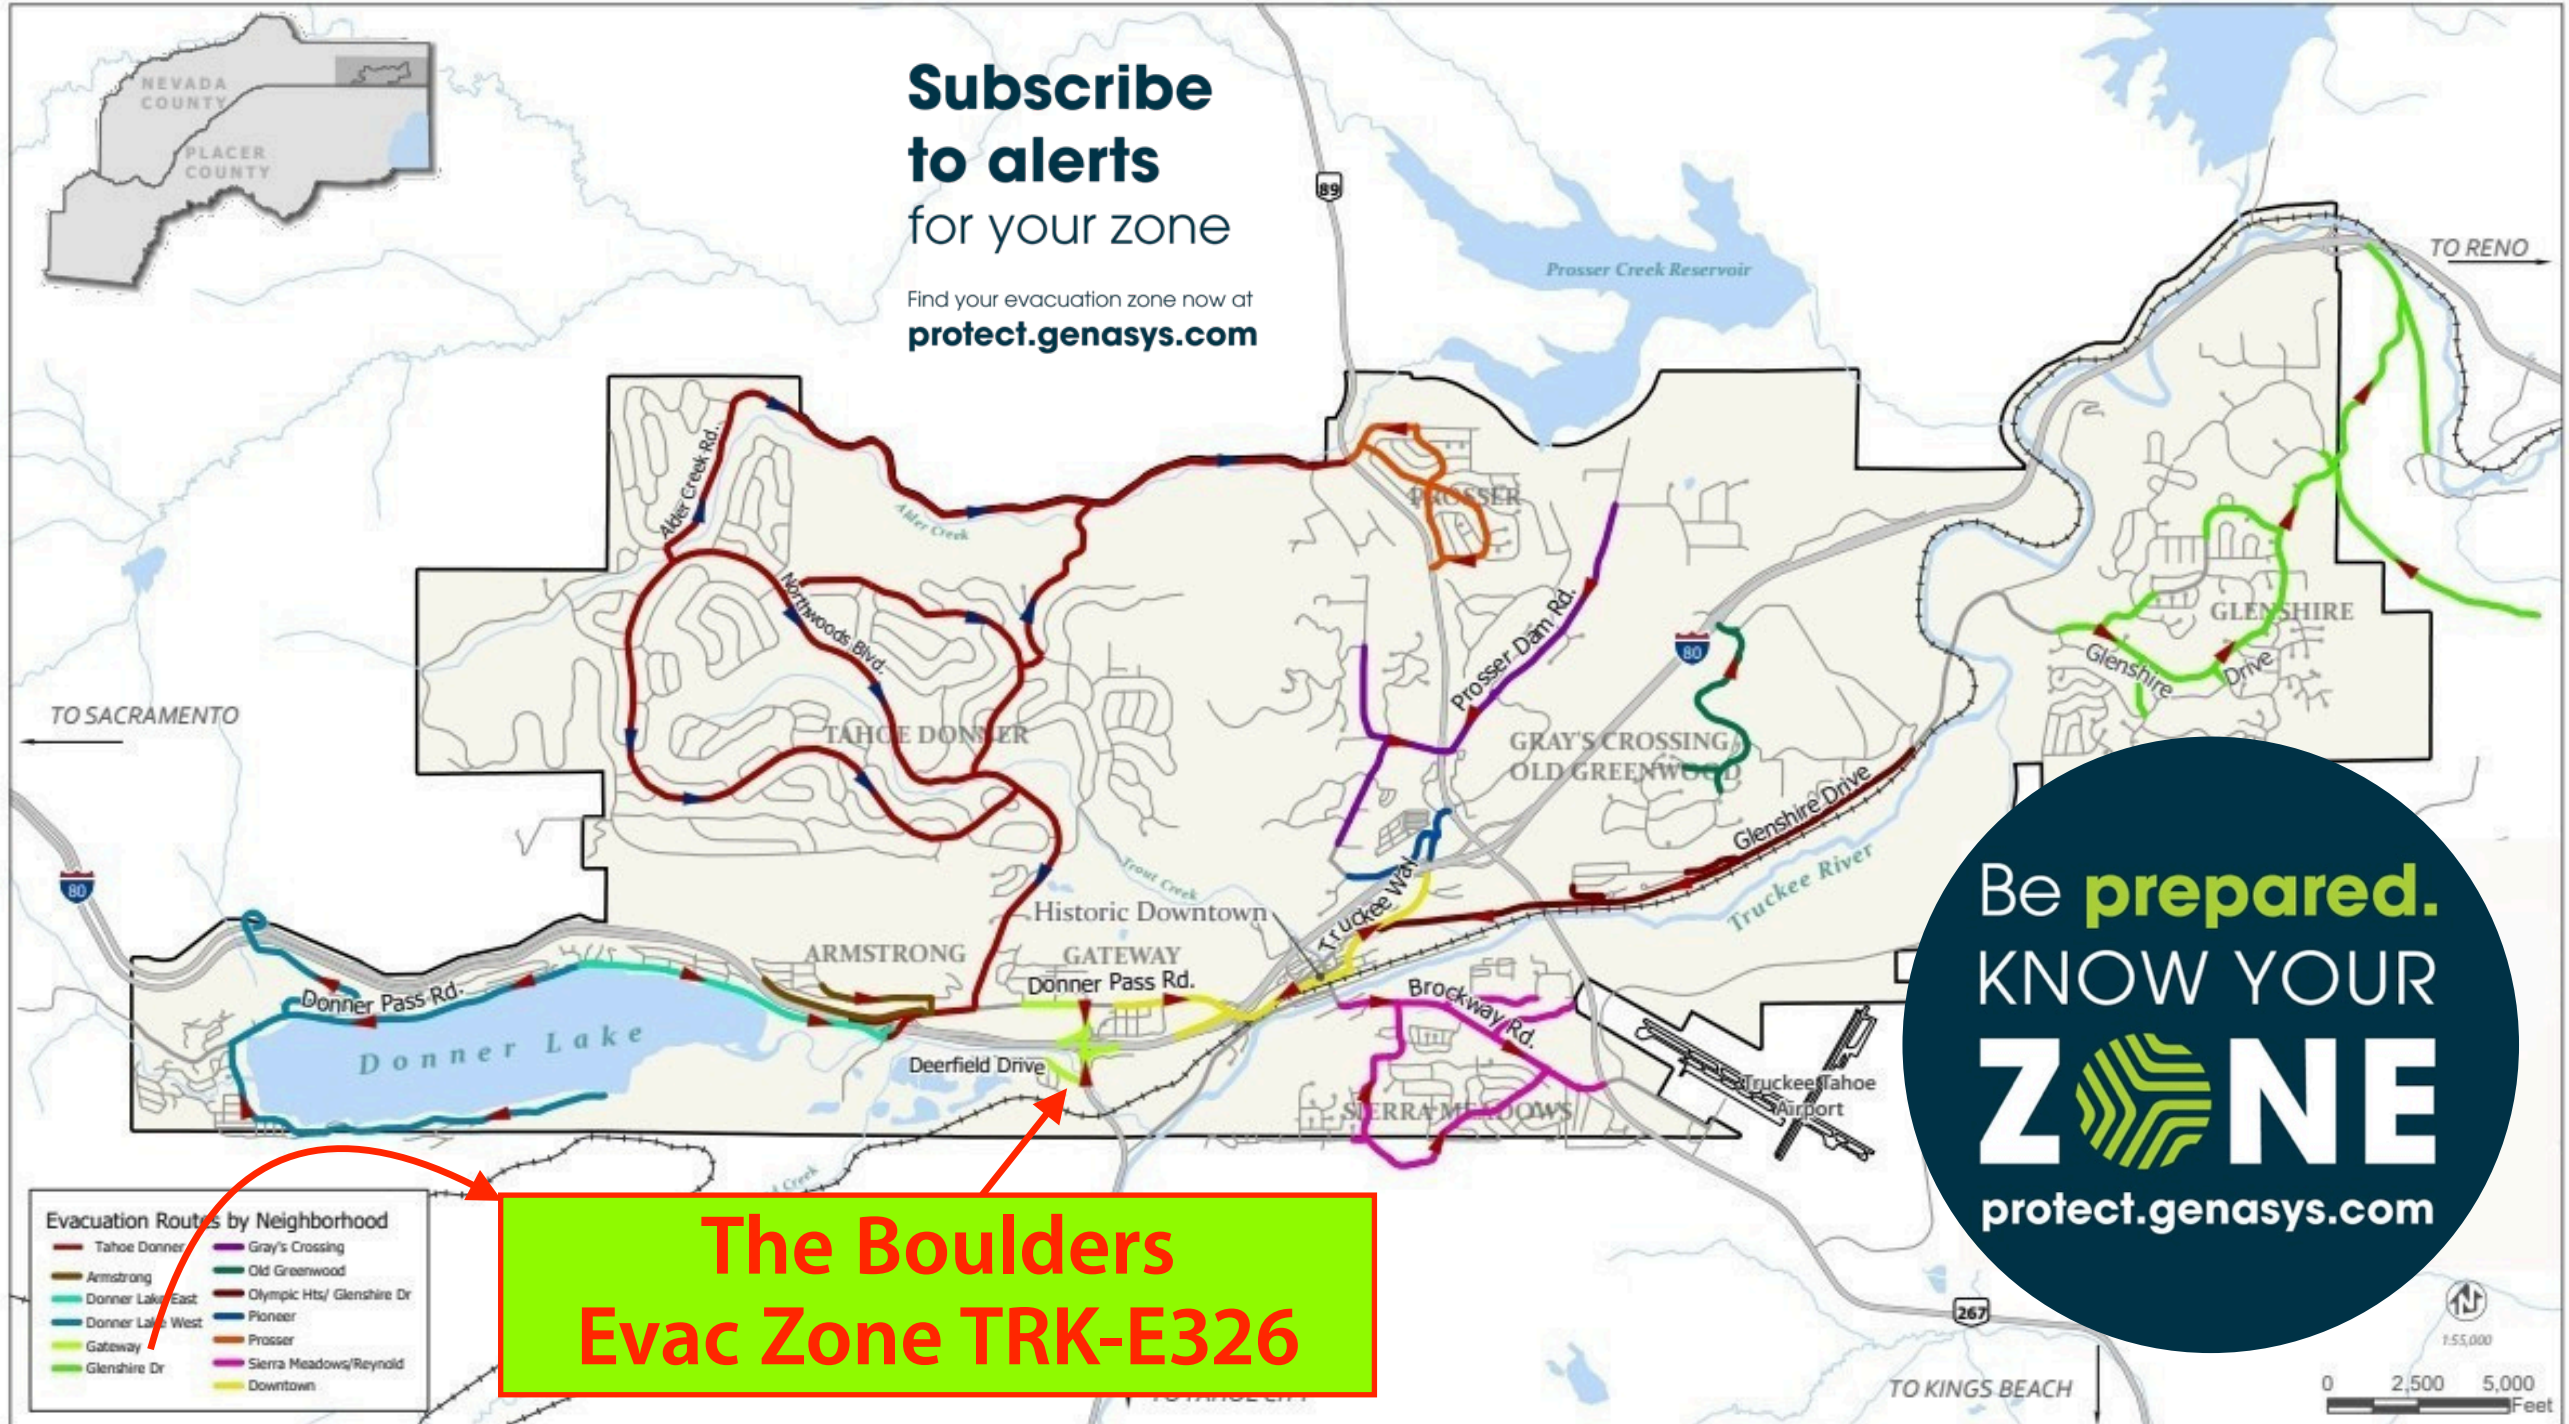 NEVADA
COUNTY
PLACER
COUNTY
Subscribe
to alerts
for your zone
Find your evacuation zone now at
protect.genasys.com
89
Prosser Creek Reservoir
TO RENO
Alder Creek Rd.
Alder Creek
PROSSER
Northwoods Blvd.
Prosser Dam Rd.
80
GLENSHIRE
Glenshire Drive
TO SACRAMENTO
TAHOE DONNER
GRAY'S CROSSING/
OLD GREENWOOD
Glenshire Drive
80
Trout Creek
Truckee Way
Truckee River
Historic Downtown
ARMSTRONG
GATEWAY
Donner Pass Rd.
Donner Pass Rd.
Brockway Rd.
Donner Lake
Deerfield Drive
Truckee Tahoe
Airport
SIERRA MEADOWS
Creek
Be prepared.
KNOW YOUR
ZONE
protect.genasys.com
Evacuation Routes by Neighborhood
Tahoe Donner
Armstrong
Donner Lake East
Donner Lake West
Gateway
Glenshire Dr
Gray's Crossing
Old Greenwood
Olympic Hts/ Glenshire Dr
Pioneer
Prosser
Sierra Meadows/Reynold
Downtown
The Boulders
Evac Zone TRK-E326
267
TO KINGS BEACH
1:55,000
0 2,500 5,000
Feet